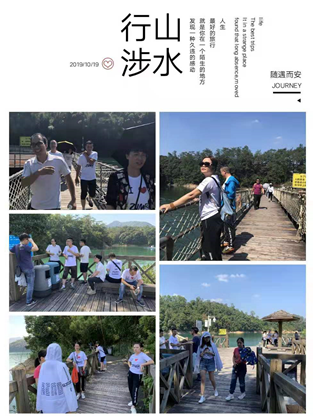 行山
涉水
2019/10/19
人生
最好的旅行
就是你在一个陌生的地方
发现一种久违的感动
life
The best trips
It in a strange place
found that long absence,moved
随遇而安
JOURNEY